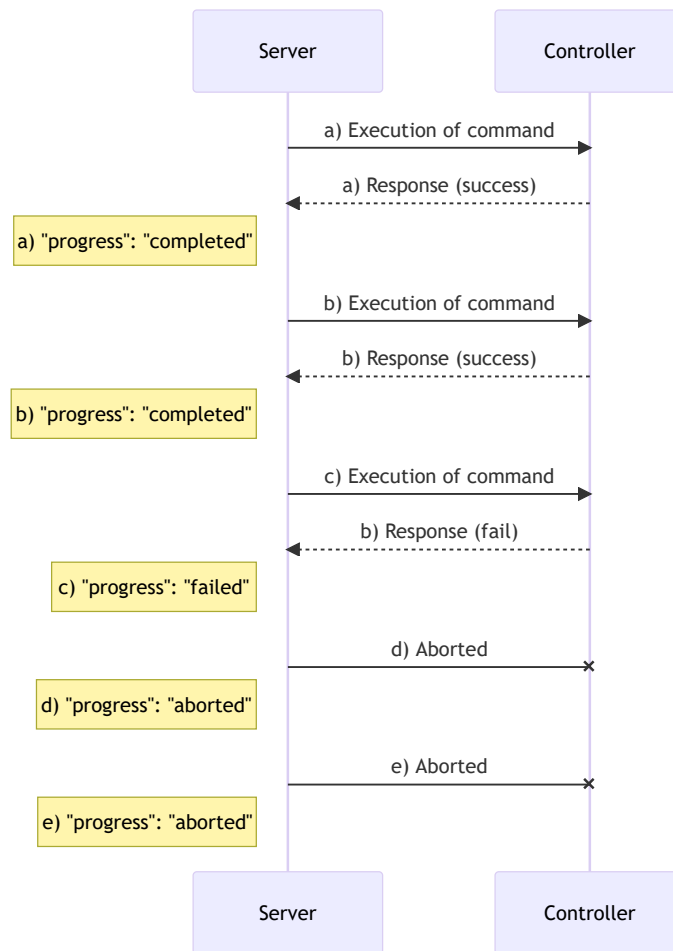 Server
Controller
a) Execution of command
a) Response (success)
a) "progress": "completed"
b) Execution of command
b) Response (success)
b) "progress": "completed"
c) Execution of command
b) Response (fail)
c) "progress": "failed"
d) Aborted
d) "progress": "aborted"
e) Aborted
e) "progress": "aborted"
Server
Controller